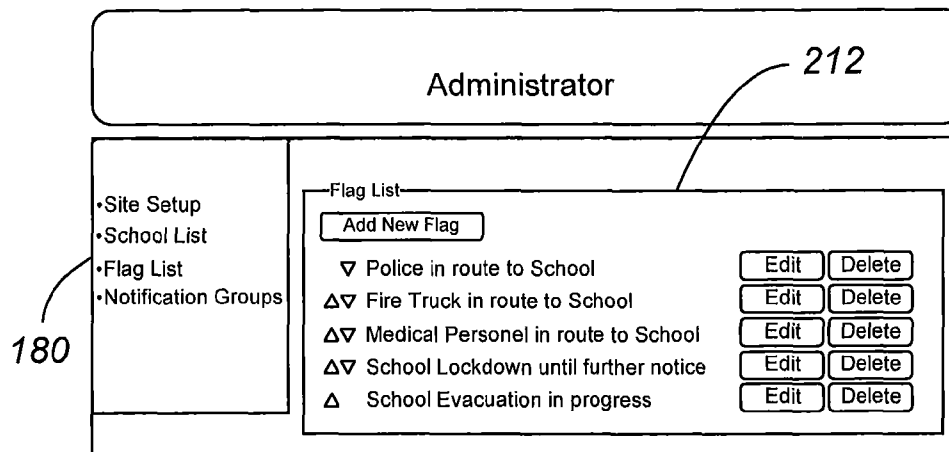 Administrator
212
•Site Setup
•School List
•Flag List
•Notification Groups
180
Flag List
Add New Flag
▽ Police in route to School Edit Delete
△▽ Fire Truck in route to School Edit Delete
△▽ Medical Personel in route to School Edit Delete
△▽ School Lockdown until further notice Edit Delete
△ School Evacuation in progress Edit Delete